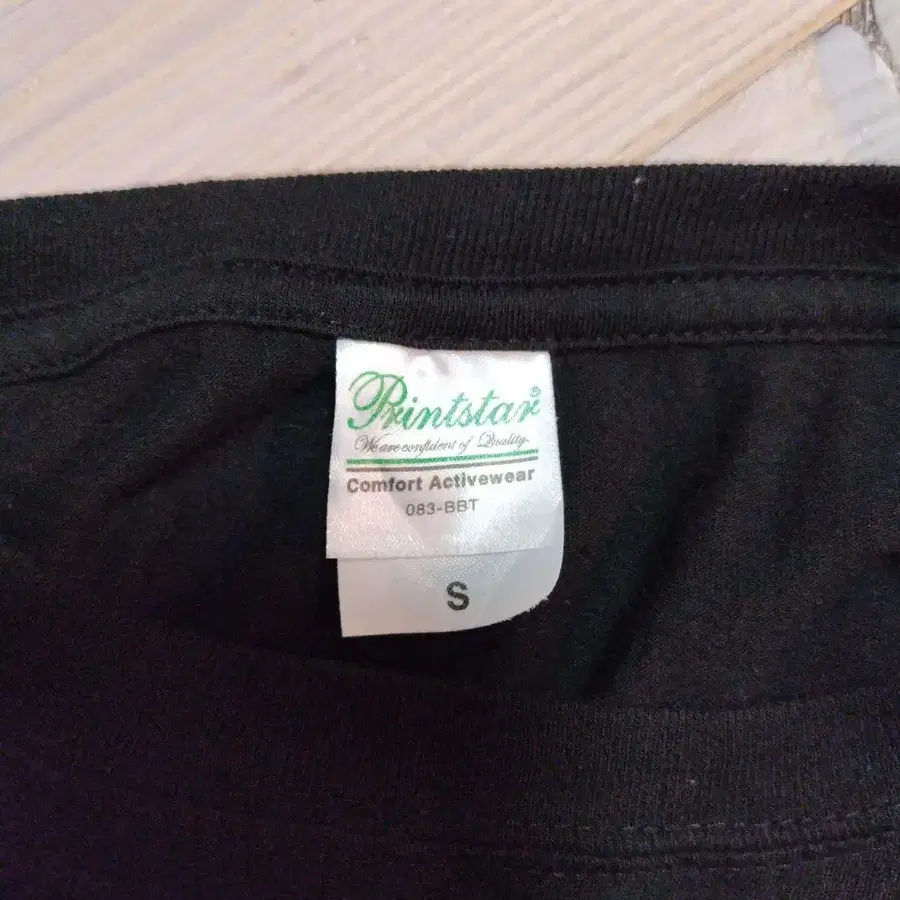 Printstar®
We are confident of Quality.
Comfort Activewear
083-BBT
S